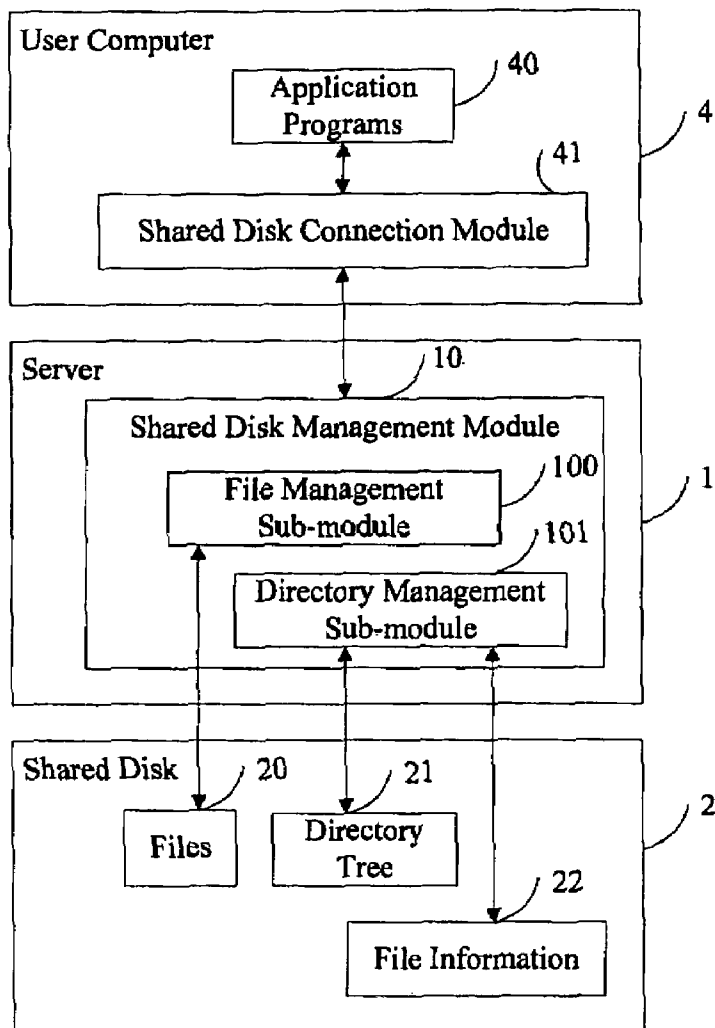 User Computer
40
Application
Programs
4
41
Shared Disk Connection Module
Server
10
Shared Disk Management Module
100
File Management
Sub-module
1
101
Directory Management
Sub-module
Shared Disk
20
21
2
Files
Directory
Tree
22
File Information